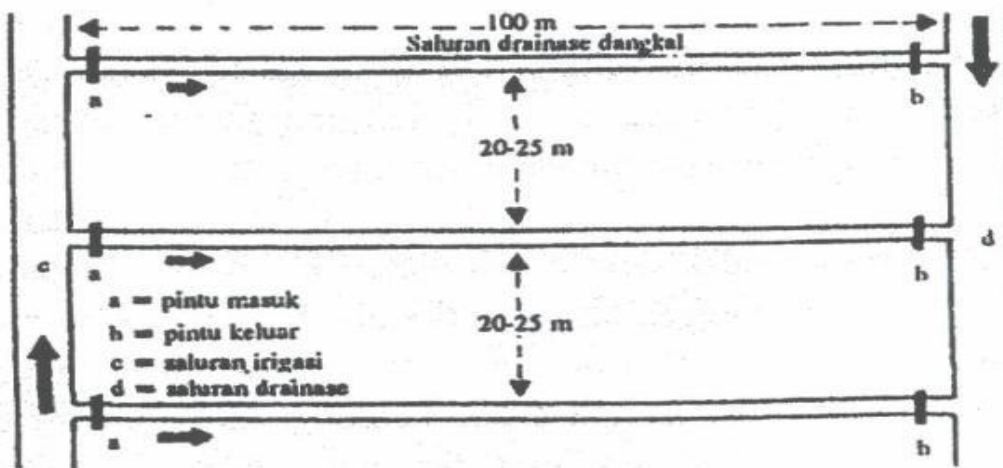 100 m
Saluran drainase dangkal
a
b
20-25 m
c
a
b
d
a = pintu masuk
b = pintu keluar
c = saluran irigasi
d = saluran drainase
20-25 m
a
b